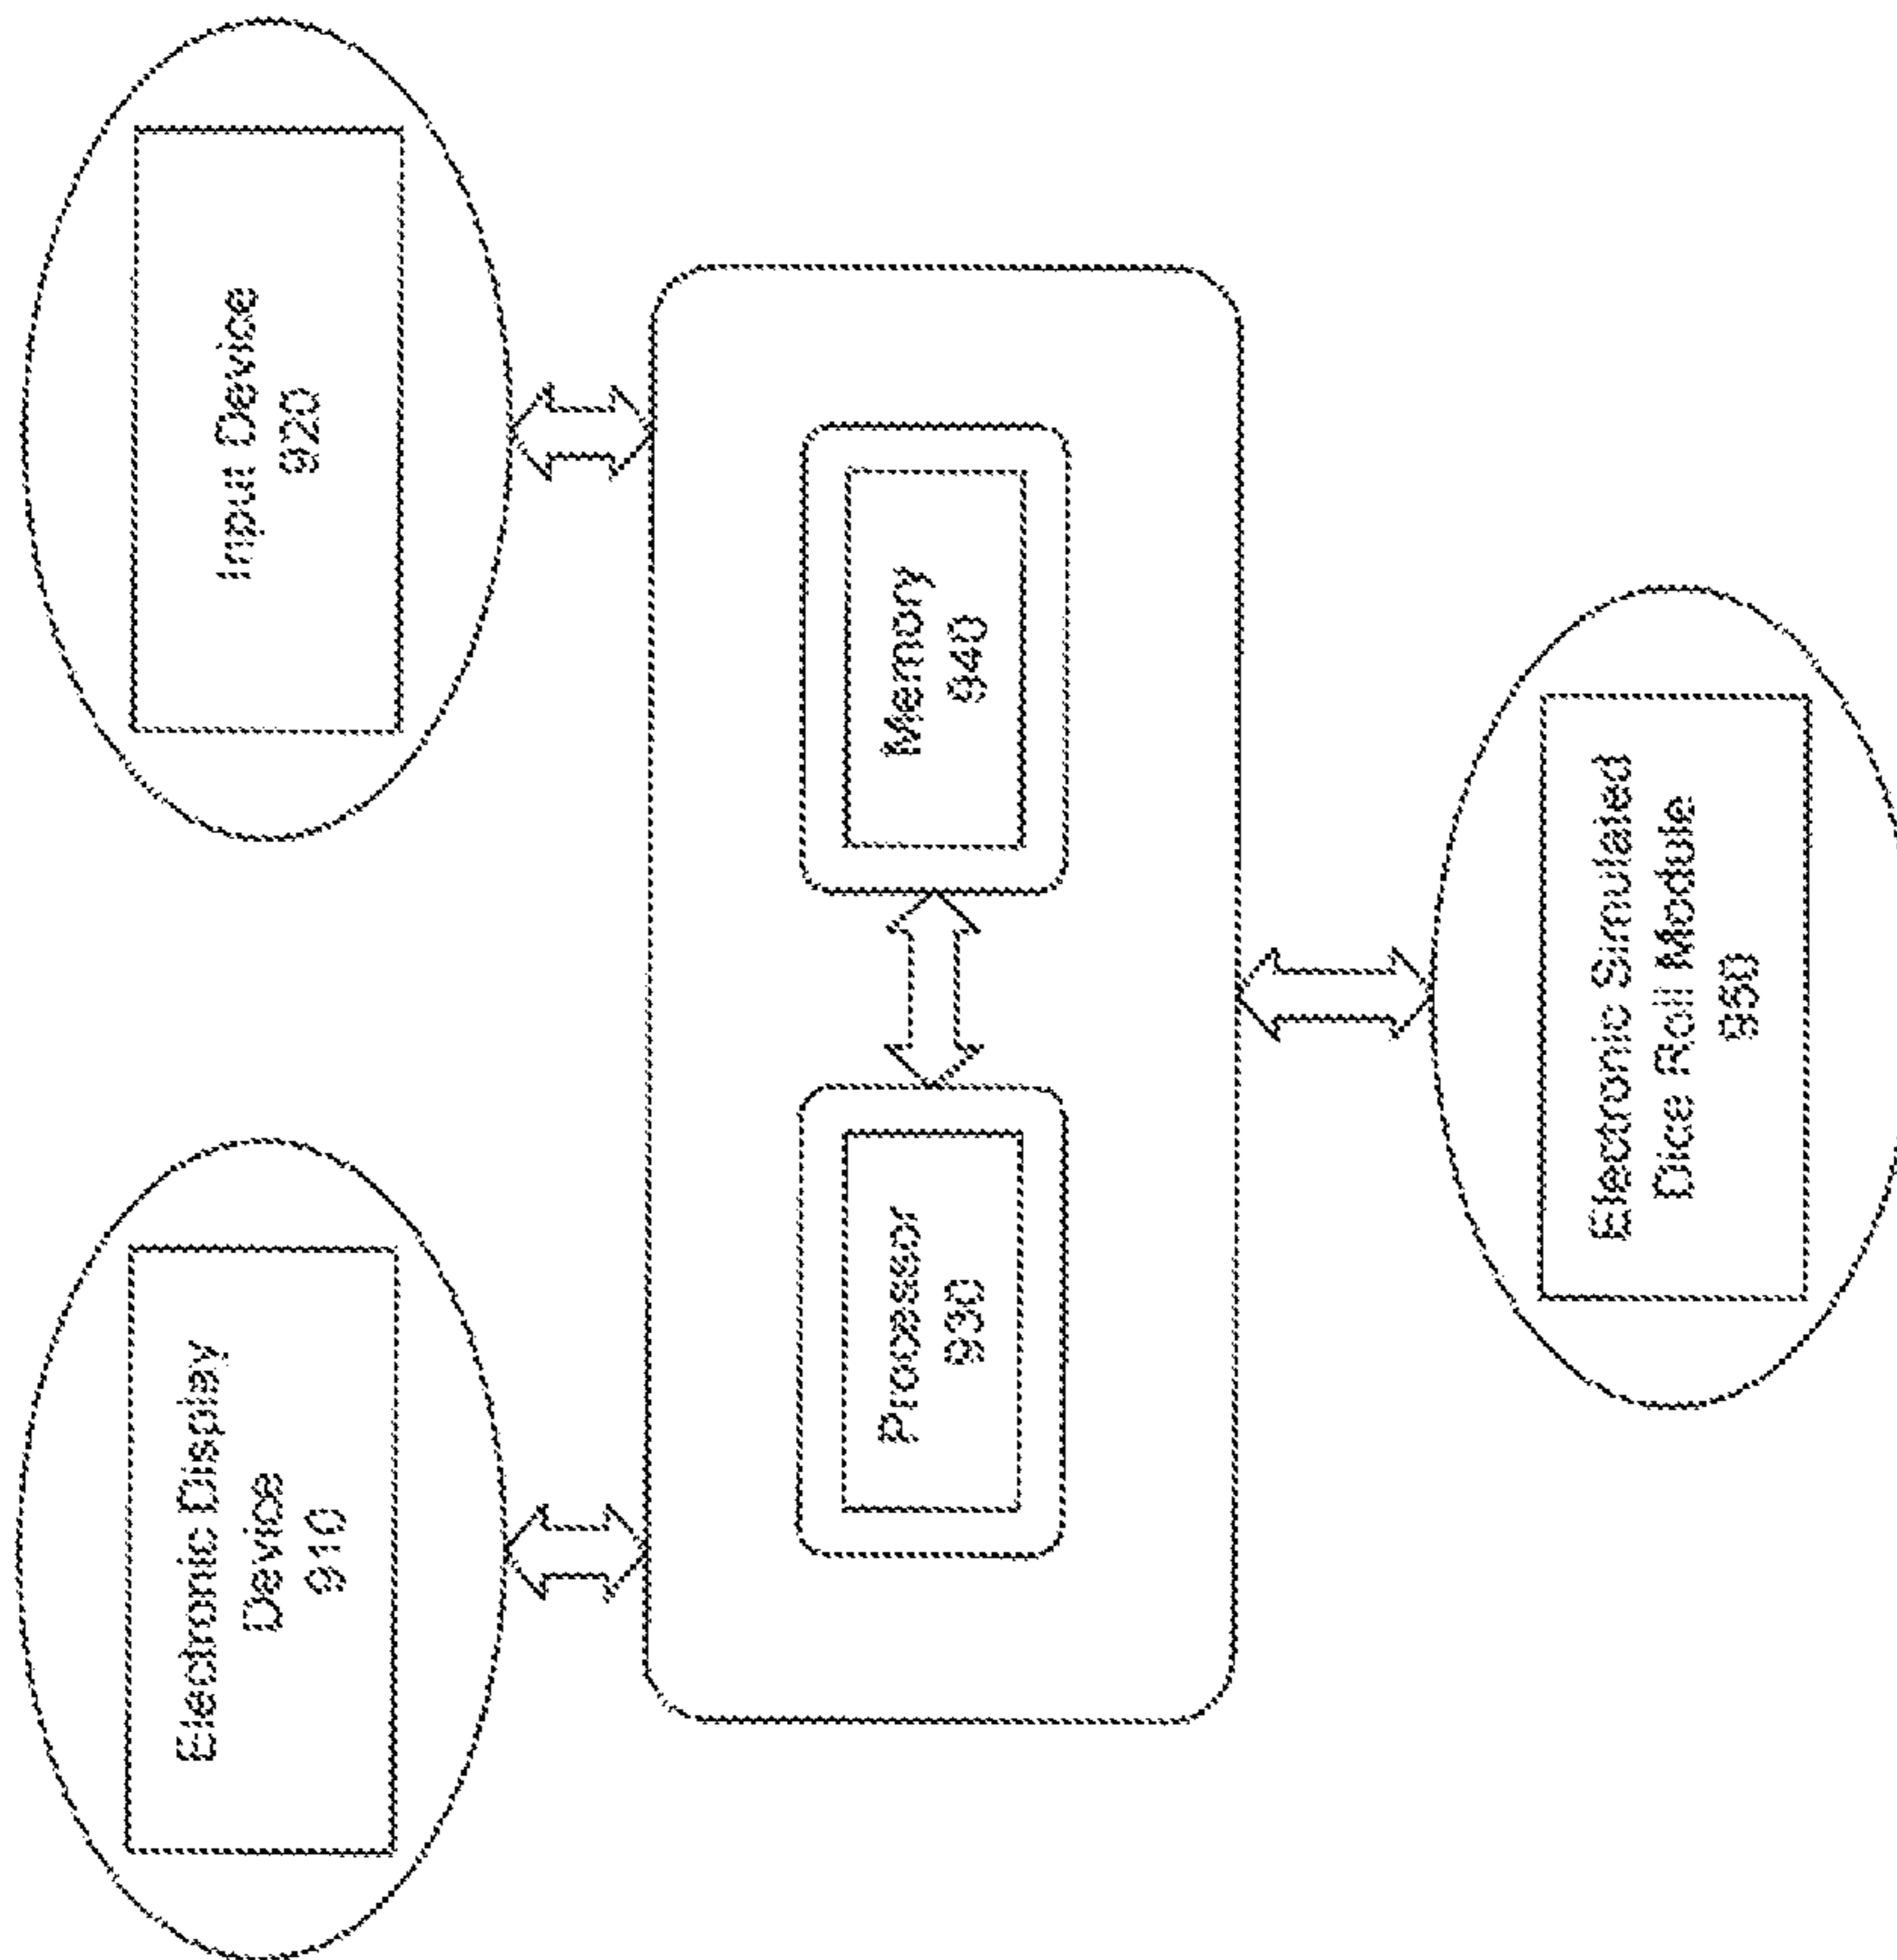 Electronic Display
Device
910
Input Device
920
Processor
930
Memory
940
Electronic Simulated
Dice Roll Module
950